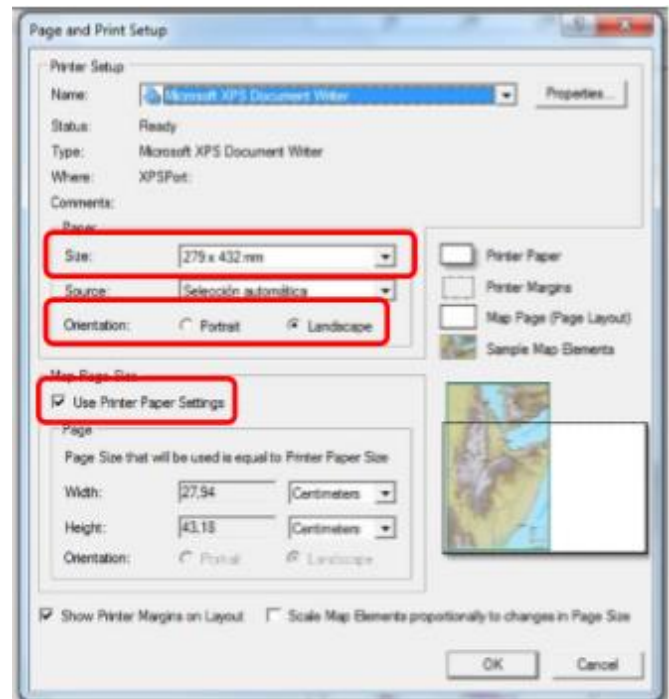 Page and Print Setup
Printer Setup
Name: Microsoft XPS Document Writer Properties...
Status: Ready
Type: Microsoft XPS Document Writer
Where: XPSPort:
Comments:
Paper
Size: 279 x 432 mm
Source: Selección automática
Orientation: Portrait Landscape
Printer Paper
Printer Margins
Map Page (Page Layout)
Sample Map Elements
Map Page Size
Use Printer Paper Settings
Page
Page Size that will be used is equal to Printer Paper Size
Width: 27,94 Centimeters
Height: 43,18 Centimeters
Orientation: Portrait Landscape
Show Printer Margins on Layout Scale Map Elements proportionally to changes in Page Size
OK Cancel